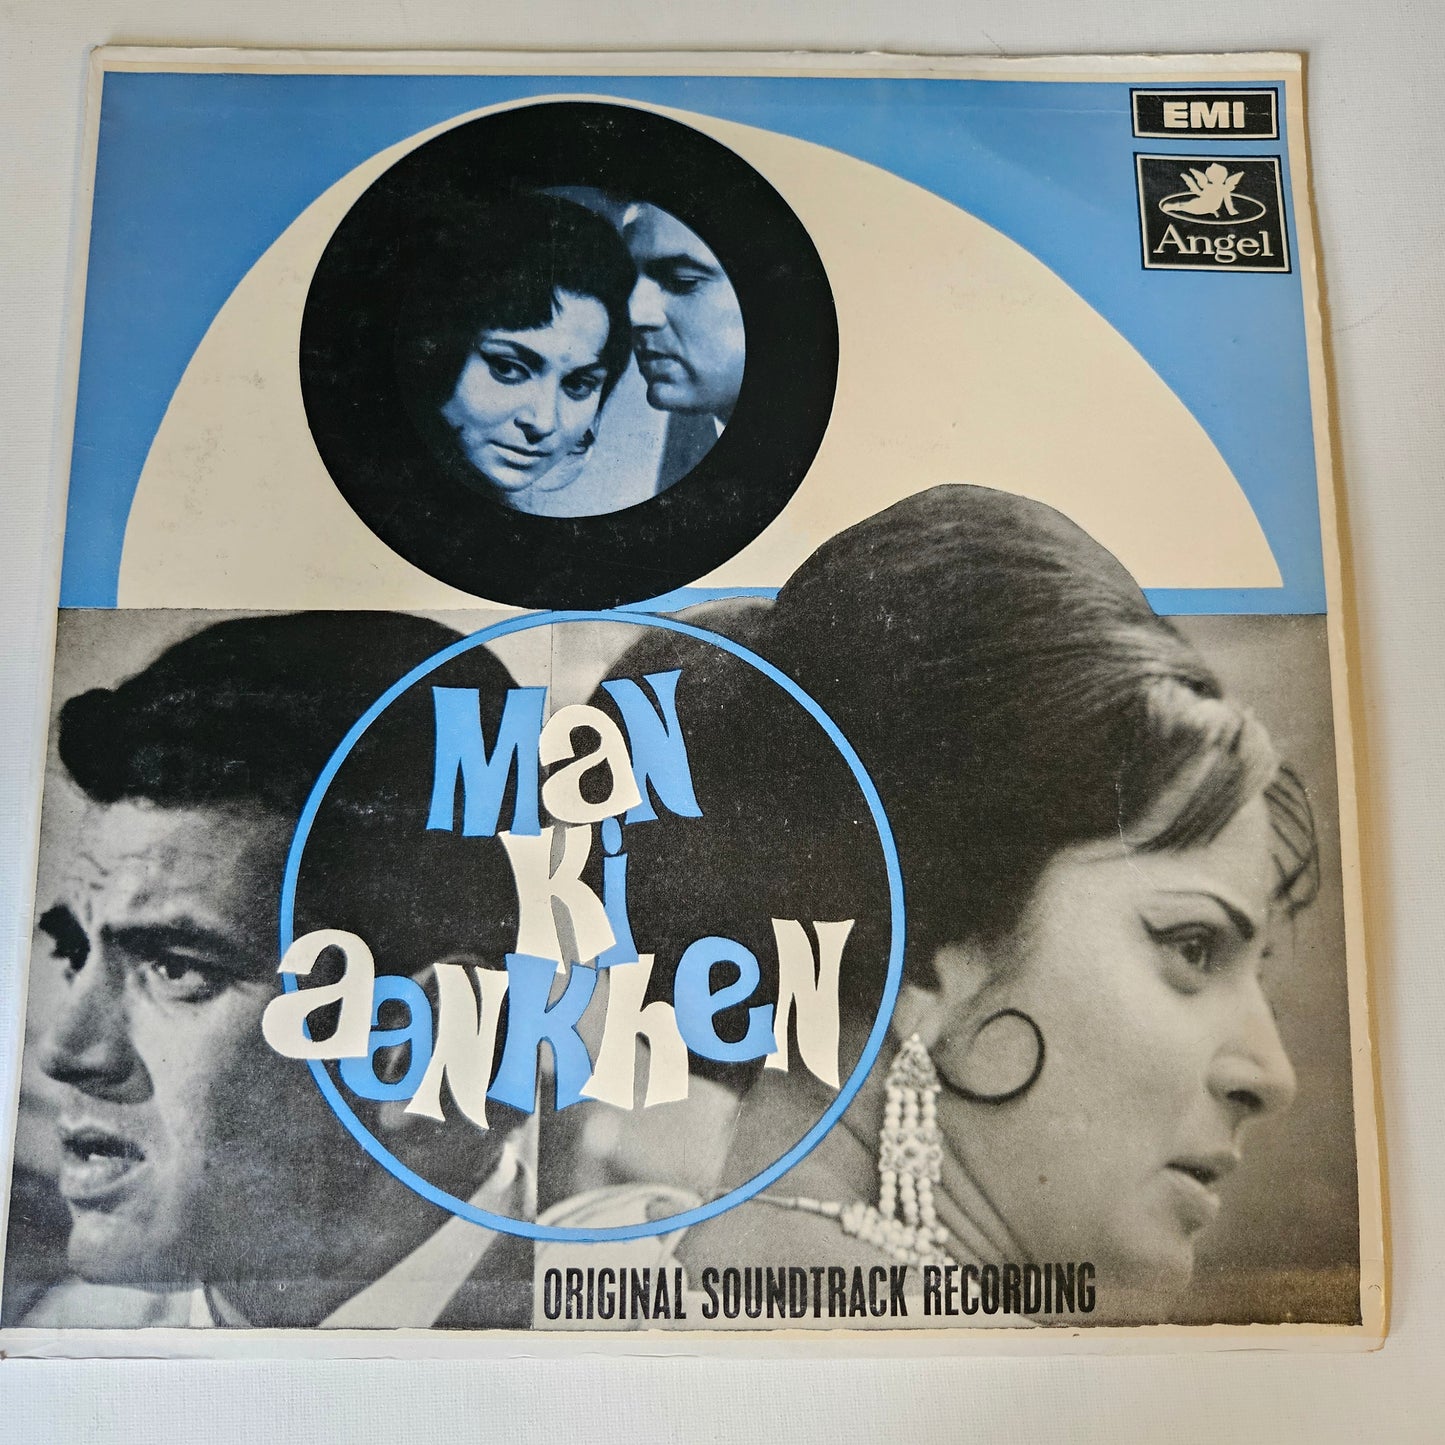 EMI
Angel
Man
Ki
aankhen
ORIGINAL SOUNDTRACK RECORDING